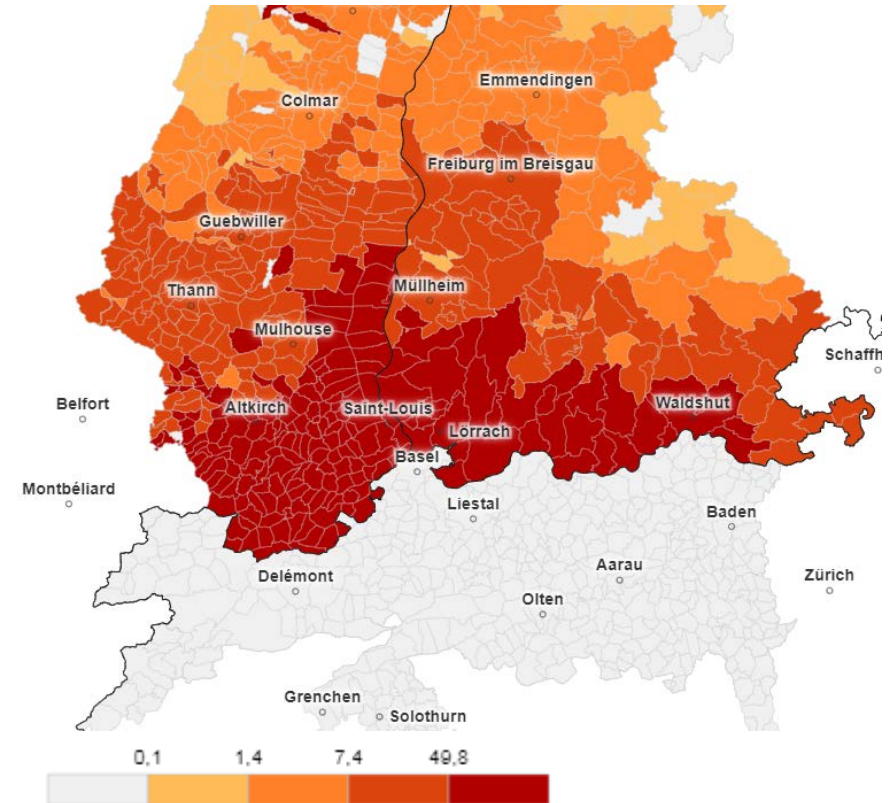 Emmendingen
Colmar
Freiburg im Breisgau
Guebwiller
Müllheim
Thann
Mulhouse
Schaffh
Belfort
Altkirch
Saint-Louis
Waldshut
Lörrach
Basel
Montbéliard
Liestal
Baden
Aarau
Delémont
Zürich
Olten
Grenchen
Solothurn
0,1 1,4 7,4 49,8